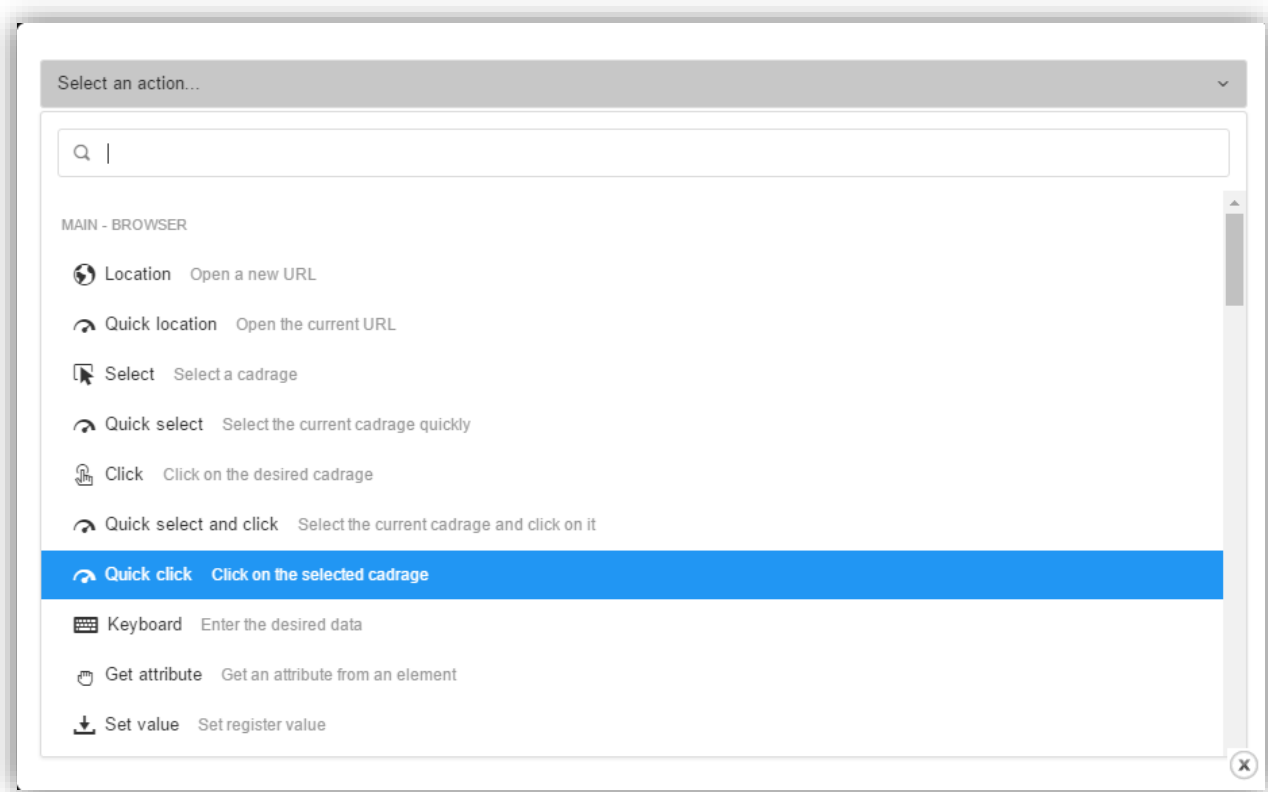 Select an action...
MAIN - BROWSER
Location Open a new URL
Quick location Open the current URL
Select Select a cadrage
Quick select Select the current cadrage quickly
Click Click on the desired cadrage
Quick select and click Select the current cadrage and click on it
Quick click Click on the selected cadrage
Keyboard Enter the desired data
Get attribute Get an attribute from an element
Set value Set register value